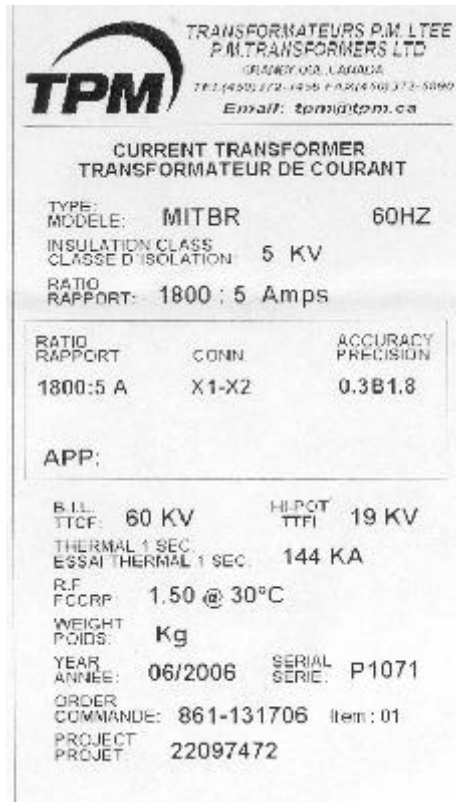 TPM
TRANSFORMATEURS P.M. LTEE
P.M.TRANSFORMERS LTD
GRANBY, QUE, CANADA
Email: tpm@tpm.ca
CURRENT TRANSFORMER
TRANSFORMATEUR DE COURANT
TYPE:
MODELE: MITBR 60HZ
INSULATION CLASS
CLASSE D'ISOLATION: 5 KV
RATIO
RAPPORT: 1800 : 5 Amps
RATIO
RAPPORT CONN. ACCURACY
PRECISION
1800:5 A X1-X2 0.3B1.8
APP:
B.I.L.
TTCF: 60 KV HI-POT
TTFI 19 KV
THERMAL 1 SEC.
ESSAI THERMAL 1 SEC. 144 KA
R.F
FCCRP: 1.50 @ 30°C
WEIGHT
POIDS: Kg
YEAR
ANNÉE: 06/2006 SERIAL
SERIE: P1071
ORDER
COMMANDE: 861-131706 Item : 01
PROJECT
PROJET: 22097472